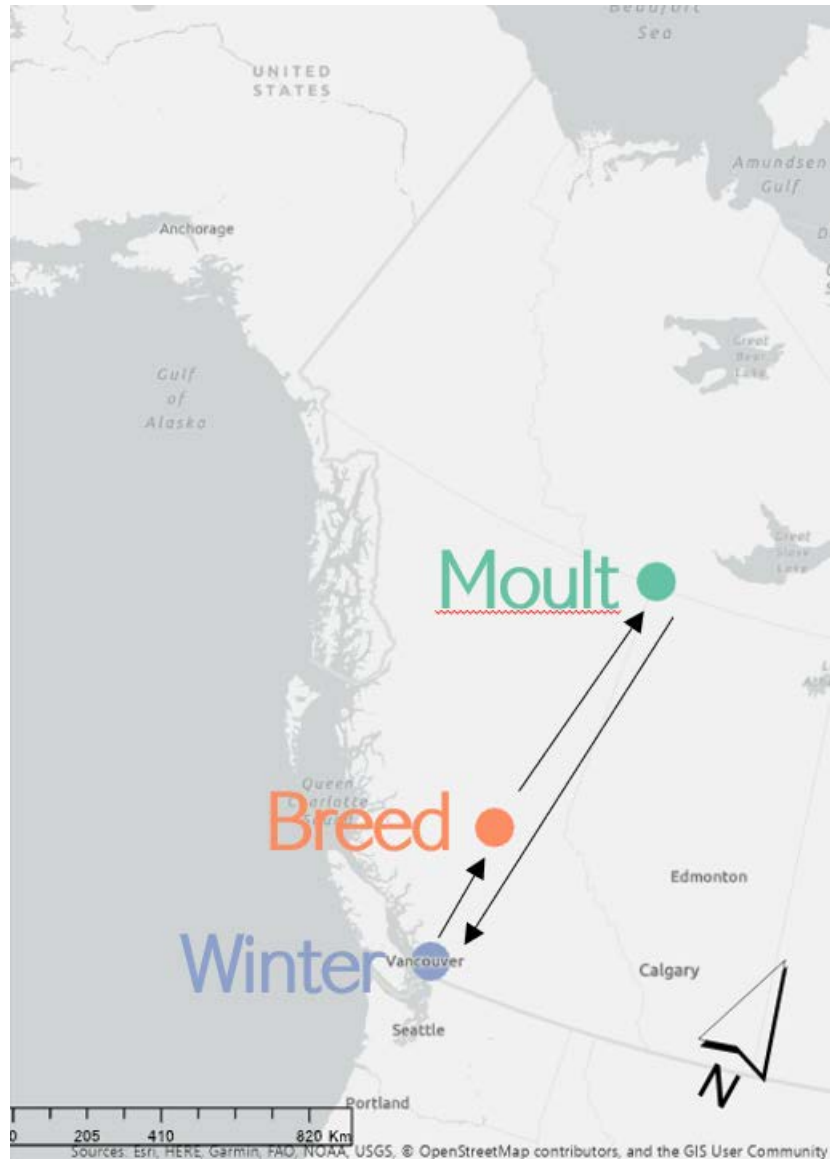 Beaufort
Sea
UNITED
STATES
Amundsen
Gulf
Anchorage
Great
Bear
Lake
Gulf
of
Alaska
Great
Slave
Lake
Moult
Queen
Charlotte
Sound
Breed
Edmonton
Winter
Vancouver
Calgary
Seattle
N
Portland
0 205 410 820 Km
Sources: Esri, HERE, Garmin, FAO, NOAA, USGS, © OpenStreetMap contributors, and the GIS User Community